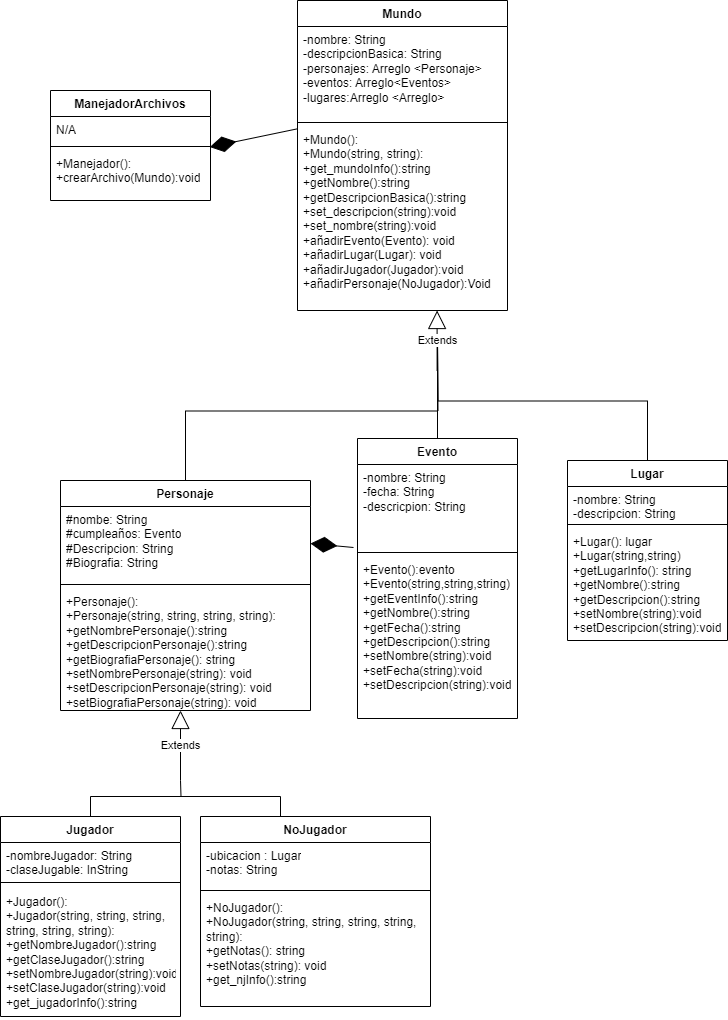 Mundo
-nombre: String
-descripcionBasica: String
-personajes: Arreglo <Personaje>
-eventos: Arreglo<Eventos>
-lugares:Arreglo <Arreglo>
+Mundo():
+Mundo(string, string):
+get_mundoInfo():string
+getNombre():string
+getDescripcionBasica():string
+set_descripcion(string):void
+set_nombre(string):void
+añadirEvento(Evento): void
+añadirLugar(Lugar): void
+añadirJugador(Jugador):void
+añadirPersonaje(NoJugador):Void
ManejadorArchivos
N/A
+Manejador():
+crearArchivo(Mundo):void
Extends
Personaje
#nombe: String
#cumpleaños: Evento
#Descripcion: String
#Biografia: String
+Personaje():
+Personaje(string, string, string, string):
+getNombrePersonaje():string
+getDescripcionPersonaje():string
+getBiografiaPersonaje(): string
+setNombrePersonaje(string): void
+setDescripcionPersonaje(string): void
+setBiografiaPersonaje(string): void
Evento
-nombre: String
-fecha: String
-descricpion: String
+Evento():evento
+Evento(string,string,string)
+getEventInfo():string
+getNombre():string
+getFecha():string
+getDescripcion():string
+setNombre(string):void
+setFecha(string):void
+setDescripcion(string):void
Lugar
-nombre: String
-descripcion: String
+Lugar(): lugar
+Lugar(string,string)
+getLugarInfo(): string
+getNombre():string
+getDescripcion():string
+setNombre(string):void
+setDescripcion(string):void
Extends
Jugador
-nombreJugador: String
-claseJugable: InString
+Jugador():
+Jugador(string, string, string,
string, string, string):
+getNombreJugador():string
+getClaseJugador():string
+setNombreJugador(string):void
+setClaseJugador(string):void
+get_jugadorInfo():string
NoJugador
-ubicacion : Lugar
-notas: String
+NoJugador():
+NoJugador(string, string, string, string,
string):
+getNotas(): string
+setNotas(string): void
+get_njInfo():string